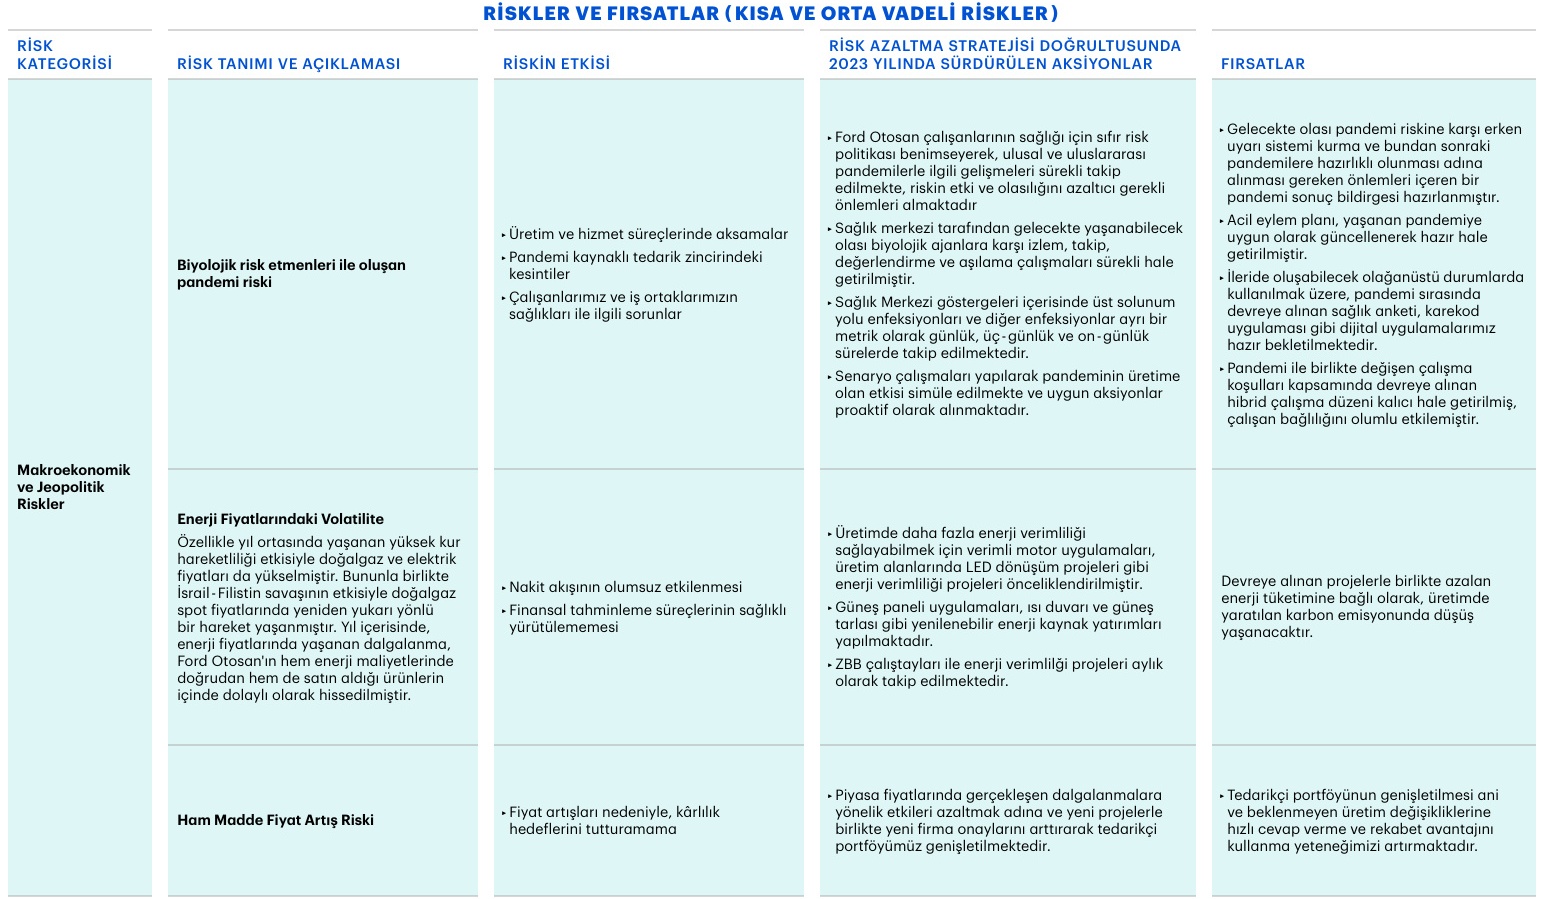 RİSKLER VE FIRSATLAR (KISA VE ORTA VADELİ RİSKLER)
RİSK
KATEGORİSİ
RİSK TANIMI VE AÇIKLAMASI
RİSKİN ETKİSİ
RİSK AZALTMA STRATEJİSİ DOĞRULTUSUNDA
2023 YILINDA SÜRDÜRÜLEN AKSİYONLAR
FIRSATLAR
Makroekonomik
ve Jeopolitik
Riskler
Biyolojik risk etmenleri ile oluşan
pandemi riski
‣ Üretim ve hizmet süreçlerinde aksamalar
‣ Pandemi kaynaklı tedarik zincirindeki
kesintiler
‣ Çalışanlarımız ve iş ortaklarımızın
sağlıkları ile ilgili sorunlar
‣ Ford Otosan çalışanlarının sağlığı için sıfır risk
politikası benimseyerek, ulusal ve uluslararası
pandemilerle ilgili gelişmeleri sürekli takip
edilmekte, riskin etki ve olasılığını azaltıcı gerekli
önlemleri almaktadır
‣ Sağlık merkezi tarafından gelecekte yaşanabilecek
olası biyolojik ajanlara karşı izlem, takip,
değerlendirme ve aşılama çalışmaları sürekli hale
getirilmiştir.
‣ Sağlık Merkezi göstergeleri içerisinde üst solunum
yolu enfeksiyonları ve diğer enfeksiyonlar ayrı bir
metrik olarak günlük, üç-günlük ve on-günlük
sürelerde takip edilmektedir.
‣ Senaryo çalışmaları yapılarak pandeminin üretime
olan etkisi simüle edilmekte ve uygun aksiyonlar
proaktif olarak alınmaktadır.
‣ Gelecekte olası pandemi riskine karşı erken
uyarı sistemi kurma ve bundan sonraki
pandemilere hazırlıklı olunması adına
alınması gereken önlemleri içeren bir
pandemi sonuç bildirgesi hazırlanmıştır.
‣ Acil eylem planı, yaşanan pandemiye
uygun olarak güncellenerek hazır hale
getirilmiştir.
‣ İleride oluşabilecek olağanüstü durumlarda
kullanılmak üzere, pandemi sırasında
devreye alınan sağlık anketi, karekod
uygulaması gibi dijital uygulamalarımız
hazır bekletilmektedir.
‣ Pandemi ile birlikte değişen çalışma
koşulları kapsamında devreye alınan
hibrid çalışma düzeni kalıcı hale getirilmiş,
çalışan bağlılığını olumlu etkilemiştir.
Enerji Fiyatlarındaki Volatilite
Özellikle yıl ortasında yaşanan yüksek kur
hareketliliği etkisiyle doğalgaz ve elektrik
fiyatları da yükselmiştir. Bununla birlikte
İsrail-Filistin savaşının etkisiyle doğalgaz
spot fiyatlarında yeniden yukarı yönlü
bir hareket yaşanmıştır. Yıl içerisinde,
enerji fiyatlarında yaşanan dalgalanma,
Ford Otosan'ın hem enerji maliyetlerinde
doğrudan hem de satın aldığı ürünlerin
içinde dolaylı olarak hissedilmiştir.
‣ Nakit akışının olumsuz etkilenmesi
‣ Finansal tahminleme süreçlerinin sağlıklı
yürütülememesi
‣ Üretimde daha fazla enerji verimliliği
sağlayabilmek için verimli motor uygulamaları,
üretim alanlarında LED dönüşüm projeleri gibi
enerji verimliliği projeleri önceliklendirilmiştir.
‣ Güneş paneli uygulamaları, ısı duvarı ve güneş
tarlası gibi yenilenebilir enerji kaynak yatırımları
yapılmaktadır.
‣ ZBB çalıştayları ile enerji verimlilği projeleri aylık
olarak takip edilmektedir.
Devreye alınan projelerle birlikte azalan
enerji tüketimine bağlı olarak, üretimde
yaratılan karbon emisyonunda düşüş
yaşanacaktır.
Ham Madde Fiyat Artış Riski
‣ Fiyat artışları nedeniyle, kârlılık
hedeflerini tutturamama
‣ Piyasa fiyatlarında gerçekleşen dalgalanmalara
yönelik etkileri azaltmak adına ve yeni projelerle
birlikte yeni firma onaylarını arttırarak tedarikçi
portföyümüz genişletilmektedir.
‣ Tedarikçi portföyünun genişletilmesi ani
ve beklenmeyen üretim değişikliklerine
hızlı cevap verme ve rekabet avantajını
kullanma yeteneğimizi artırmaktadır.